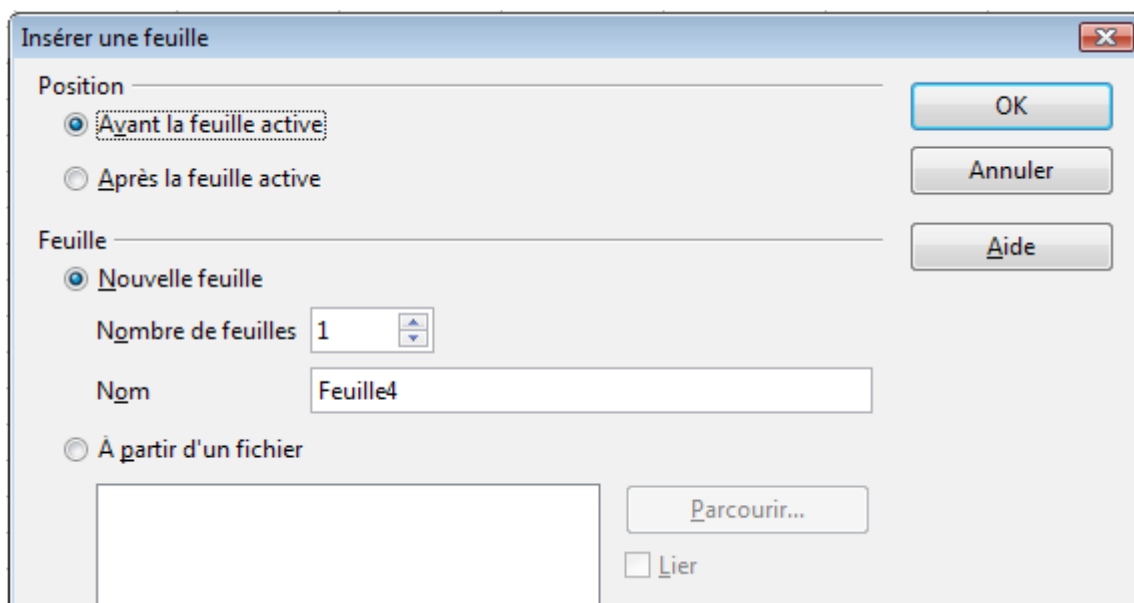 Insérer une feuille
Position
Avant la feuille active
Après la feuille active
OK
Annuler
Aide
Feuille
Nouvelle feuille
Nombre de feuilles 1
Nom Feuille4
À partir d'un fichier
Parcourir...
Lier